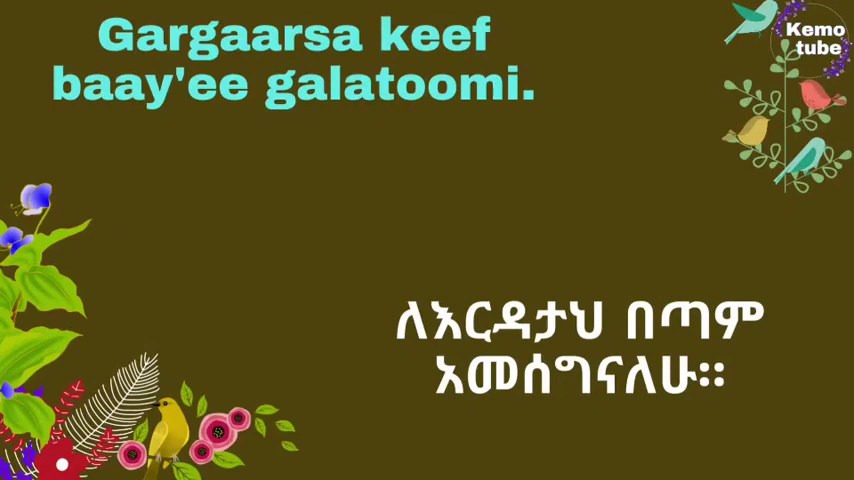 Gargaarsa keef
baay'ee galatoomi.
Kemo
tube
ለእርዳታህ በጣም
አመሰግናለሁ።